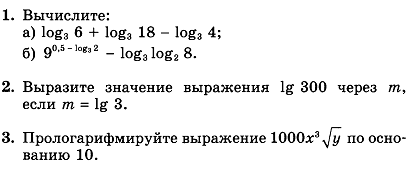 1. Вычислите:
а) log₃ 6 + log₃ 18 – log₃ 4;
б) 9^(0,5 – log₃ 2) – log₃ log₂ 8.
2. Выразите значение выражения lg 300 через m,
если m = lg 3.
3. Прологарифмируйте выражение 1000x³√y по осно-
ванию 10.